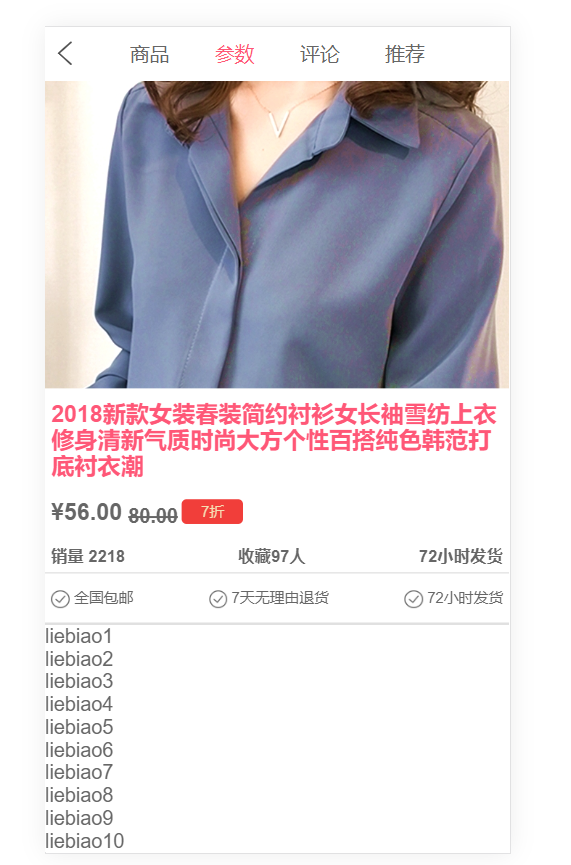 商品 参数 评论 推荐
2018新款女装春装简约衬衫女长袖雪纺上衣
修身清新气质时尚大方个性百搭纯色韩范打
底衬衣潮
¥56.00 80.00 7折
销量 2218 收藏97人 72小时发货
全国包邮 7天无理由退货 72小时发货
liebiao1
liebiao2
liebiao3
liebiao4
liebiao5
liebiao6
liebiao7
liebiao8
liebiao9
liebiao10